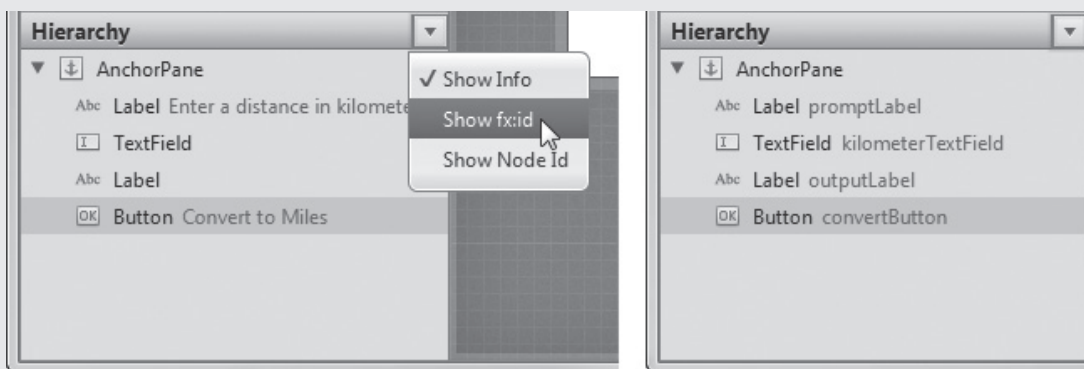 Hierarchy
AnchorPane
Abc Label Enter a distance in kilomete
TextField
Abc Label
OK Button Convert to Miles
✓ Show Info
Show fx:id
Show Node Id
Hierarchy
AnchorPane
Abc Label promptLabel
TextField kilometerTextField
Abc Label outputLabel
OK Button convertButton